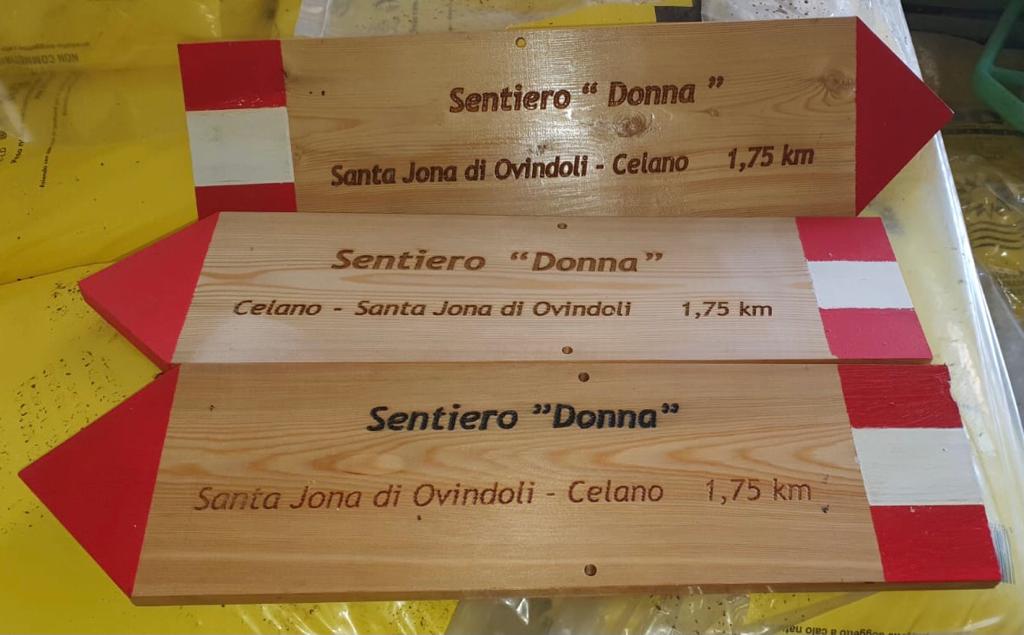 Sentiero “ Donna ”
Santa Jona di Ovindoli - Celano 1,75 km
Sentiero “Donna”
Celano - Santa Jona di Ovindoli 1,75 km
Sentiero ”Donna”
Santa Jona di Ovindoli - Celano 1,75 km